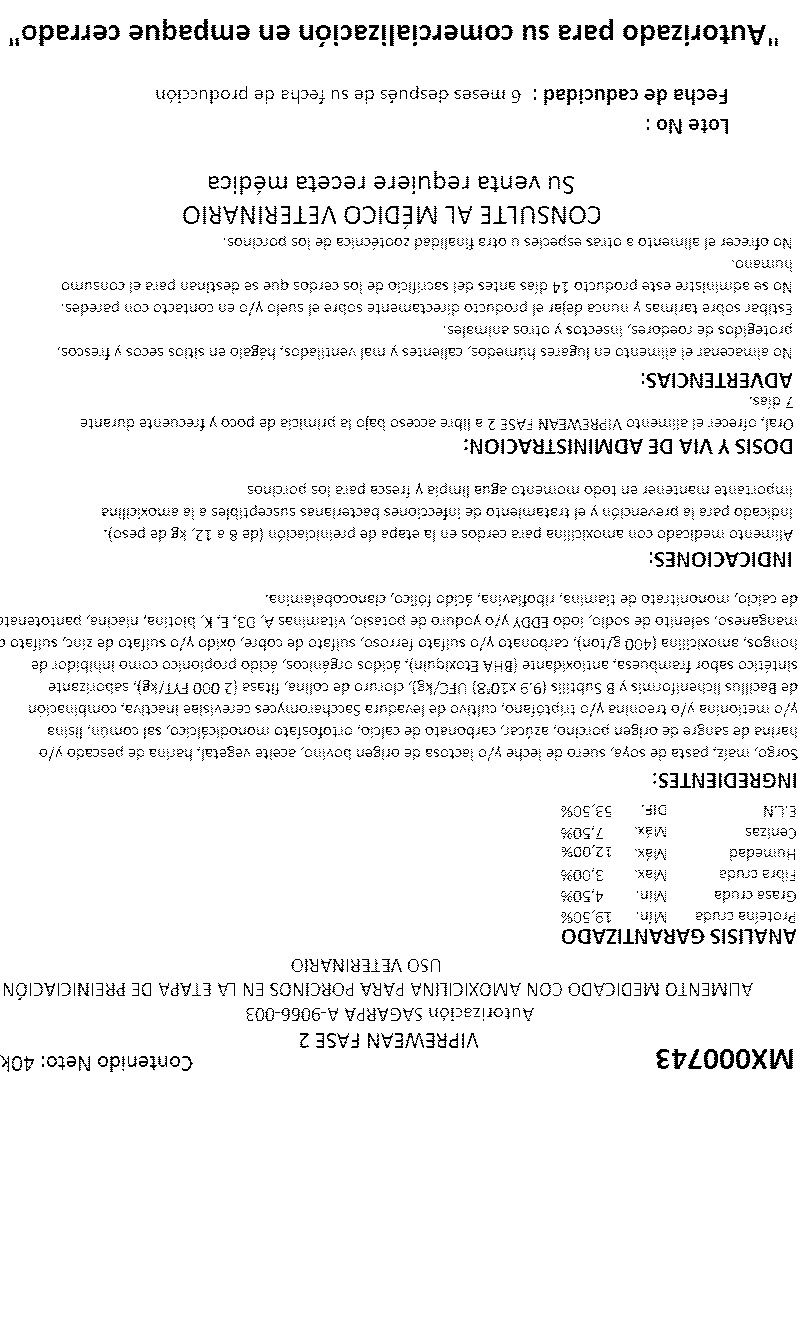 MX000743 Contenido Neto: 40k
VIPREWEAN FASE 2
Autorización SAGARPA A-9066-003
ALIMENTO MEDICADO CON AMOXICILINA PARA PORCINOS EN LA ETAPA DE PREINICIACIÓN
USO VETERINARIO
ANALISIS GARANTIZADO
Proteína cruda Mín. 19,50%
Grasa cruda Mín. 4,50%
Fibra cruda Max. 3,00%
Humedad Máx. 12,00%
Cenizas Máx. 7,50%
E.L.N DIF. 53,50%
INGREDIENTES:
Sorgo, maíz, pasta de soya, suero de leche y/o lactosa de origen bovino, aceite vegetal, harina de pescado y/o
harina de sangre de origen porcino, azúcar, carbonato de calcio, ortofosfato monodicálcico, sal común, lisina
y/o metionina y/o treonina y/o triptófano, cultivo de levadura Saccharomyces cerevisiae inactiva, combinación
de Bacillus licheniformis y B Subtilis (9.9 x10^8) UFC/kg], cloruro de colina, fitasa (2 000 FYT/kg), saborizante
sintético sabor frambuesa, antioxidante (BHA Etoxiquin), ácidos orgánicos, ácido propionico como inhibidor de
hongos, amoxicilina (400 g/ton), carbonato y/o sulfato ferroso, sulfato de cobre, óxido y/o sulfato de zinc, sulfato d
manganeso, selenito de sodio, iodo EDDY y/o yoduro de potasio, vitaminas A, D3, E, K, biotina, niacina, pantotenato
de calcio, mononitrato de tiamina, riboflavina, ácido fólico, cianocobalamina.
INDICACIONES:
Alimento medicado con amoxicilina para cerdos en la etapa de preiniciación (de 8 a 12, kg de peso).
Indicado para la prevención y el tratamiento de infecciones bacterianas susceptibles a la amoxicilina
Importante mantener en todo momento agua limpia y fresca para los porcinos
DOSIS Y VIA DE ADMINISTRACION:
Oral, ofrecer el alimento VIPREWEAN FASE 2 a libre acceso bajo la primicia de poco y frecuente durante
7 días.
ADVERTENCIAS:
No almacenar el alimento en lugares húmedos, calientes y mal ventilados, hágalo en sitios secos y frescos,
protegidos de roedores, insectos y otros animales.
Estibar sobre tarimas y nunca dejar el producto directamente sobre el suelo y/o en contacto con paredes.
No se administre este producto 14 días antes del sacrificio de los cerdos que se destinan para el consumo
humano.
No ofrecer el alimento a otras especies u otra finalidad zootécnica de los porcinos.
CONSULTE AL MÉDICO VETERINARIO
Su venta requiere receta médica
Lote No :
Fecha de caducidad : 6 meses después de su fecha de producción
"Autorizado para su comercialización en empaque cerrado"